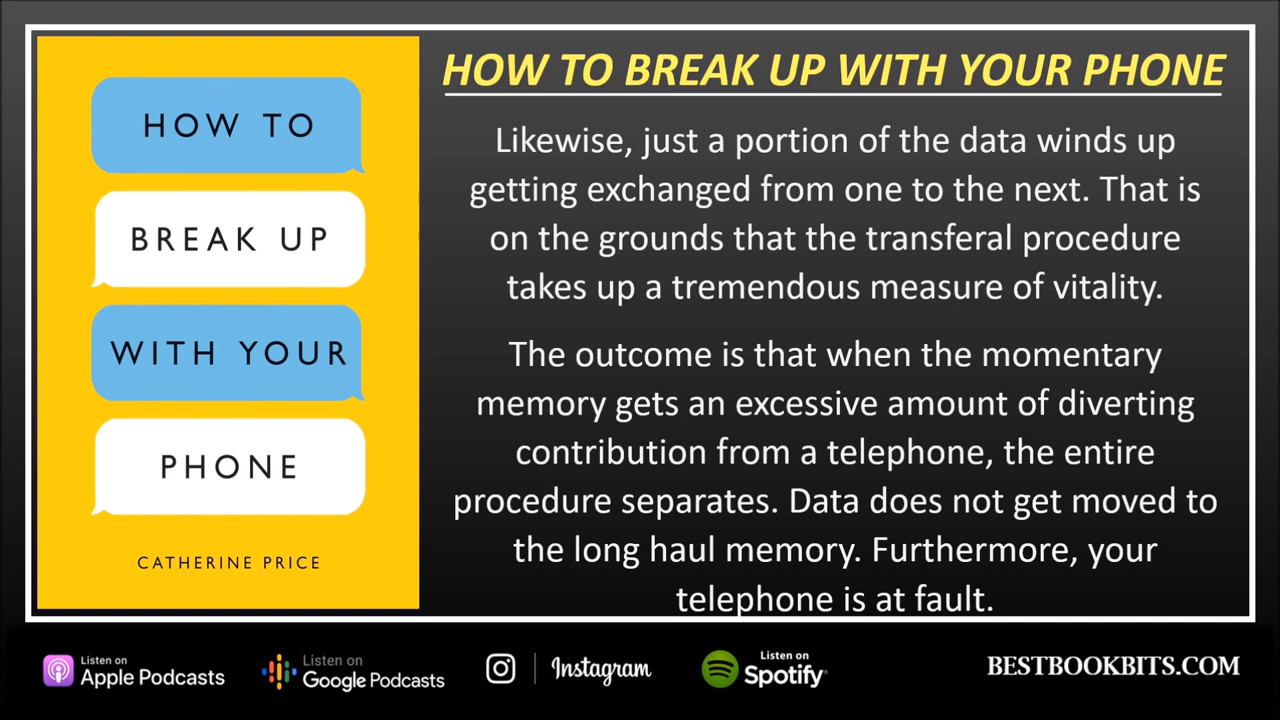 HOW TO
BREAK UP
WITH YOUR
PHONE
CATHERINE PRICE
HOW TO BREAK UP WITH YOUR PHONE
Likewise, just a portion of the data winds up
getting exchanged from one to the next. That is
on the grounds that the transferal procedure
takes up a tremendous measure of vitality.
The outcome is that when the momentary
memory gets an excessive amount of diverting
contribution from a telephone, the entire
procedure separates. Data does not get moved to
the long haul memory. Furthermore, your
telephone is at fault.
Listen on
Apple Podcasts
Listen on
Google Podcasts
Instagram
Listen on
Spotify
BESTBOOKBITS.COM